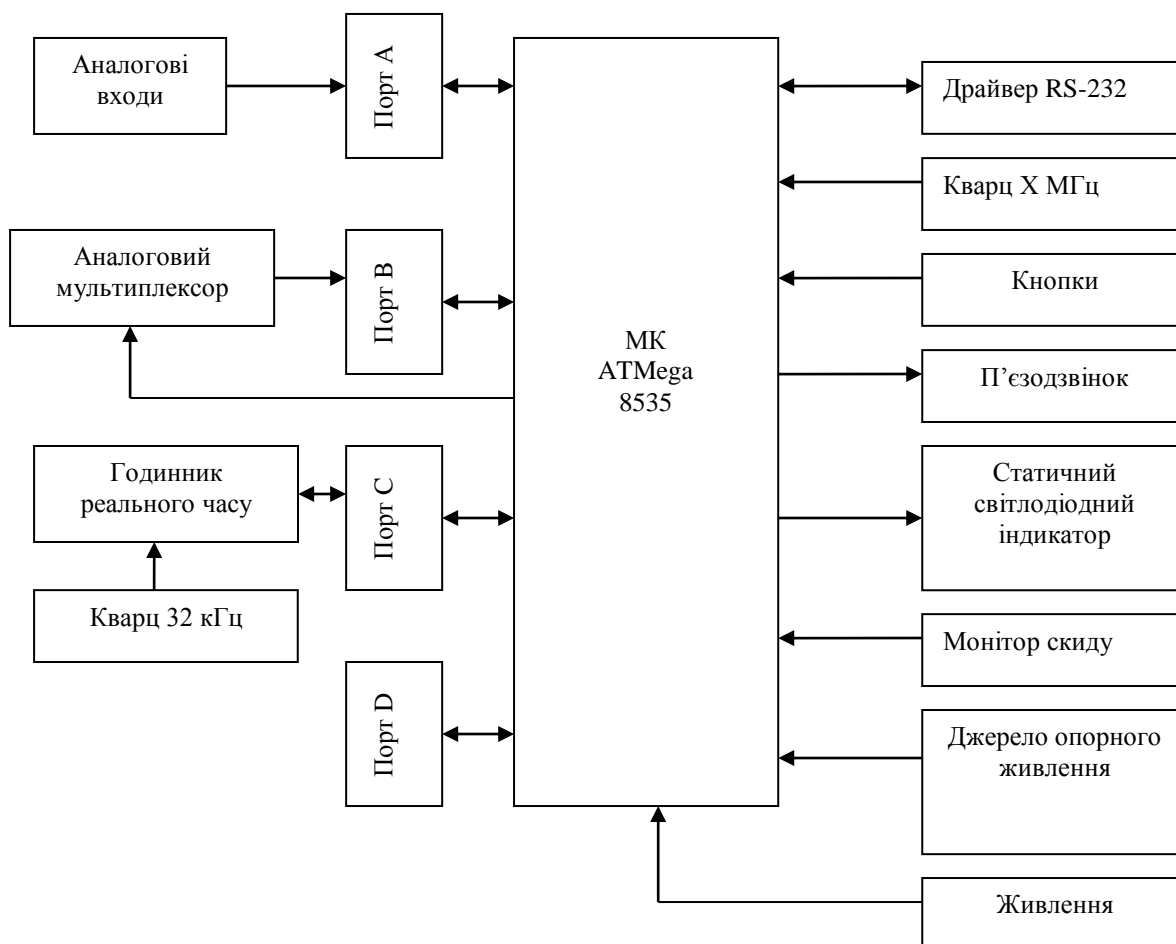 Аналогові
входи
Порт A
Драйвер RS-232
Кварц X МГц
Аналоговий
мультиплексор
Порт B
Кнопки
МК
ATMega
8535
П’єзодзвінок
Годинник
реального часу
Порт C
Статичний
світлодіодний
індикатор
Кварц 32 кГц
Монітор скиду
Порт D
Джерело опорного
живлення
Живлення